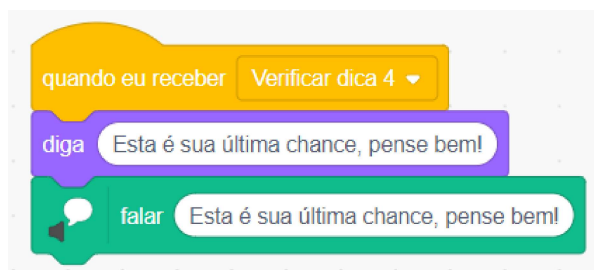 quando eu receber Verificar dica 4
diga Esta é sua última chance, pense bem!
falar Esta é sua última chance, pense bem!